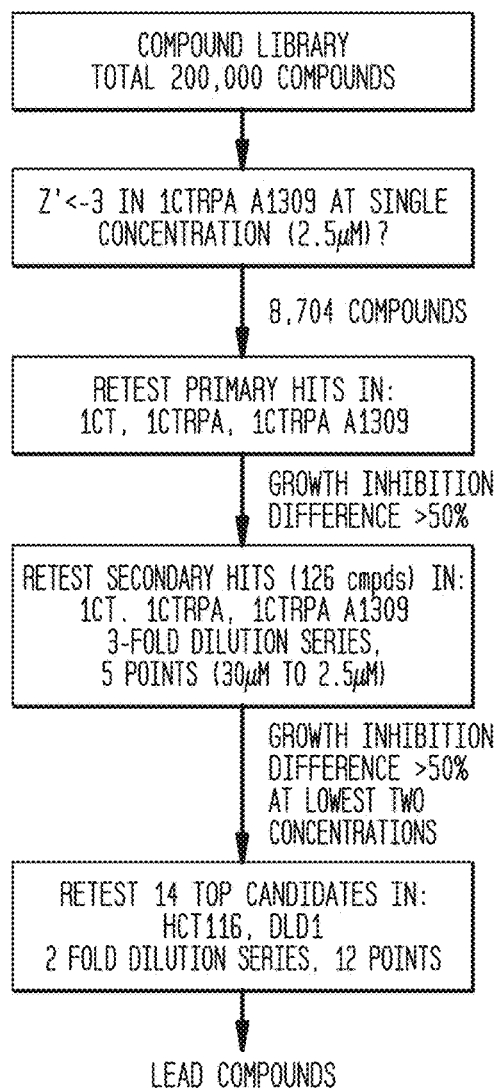 COMPOUND LIBRARY
TOTAL 200,000 COMPOUNDS
Z'<-3 IN 1CTRPA A1309 AT SINGLE
CONCENTRATION (2.5μM)?
8,704 COMPOUNDS
RETEST PRIMARY HITS IN:
1CT, 1CTRPA, 1CTRPA A1309
GROWTH INHIBITION
DIFFERENCE >50%
RETEST SECONDARY HITS (126 cmpds) IN:
1CT. 1CTRPA, 1CTRPA A1309
3-FOLD DILUTION SERIES,
5 POINTS (30μM TO 2.5μM)
GROWTH INHIBITION
DIFFERENCE >50%
AT LOWEST TWO
CONCENTRATIONS
RETEST 14 TOP CANDIDATES IN:
HCT116, DLD1
2 FOLD DILUTION SERIES, 12 POINTS
LEAD COMPOUNDS